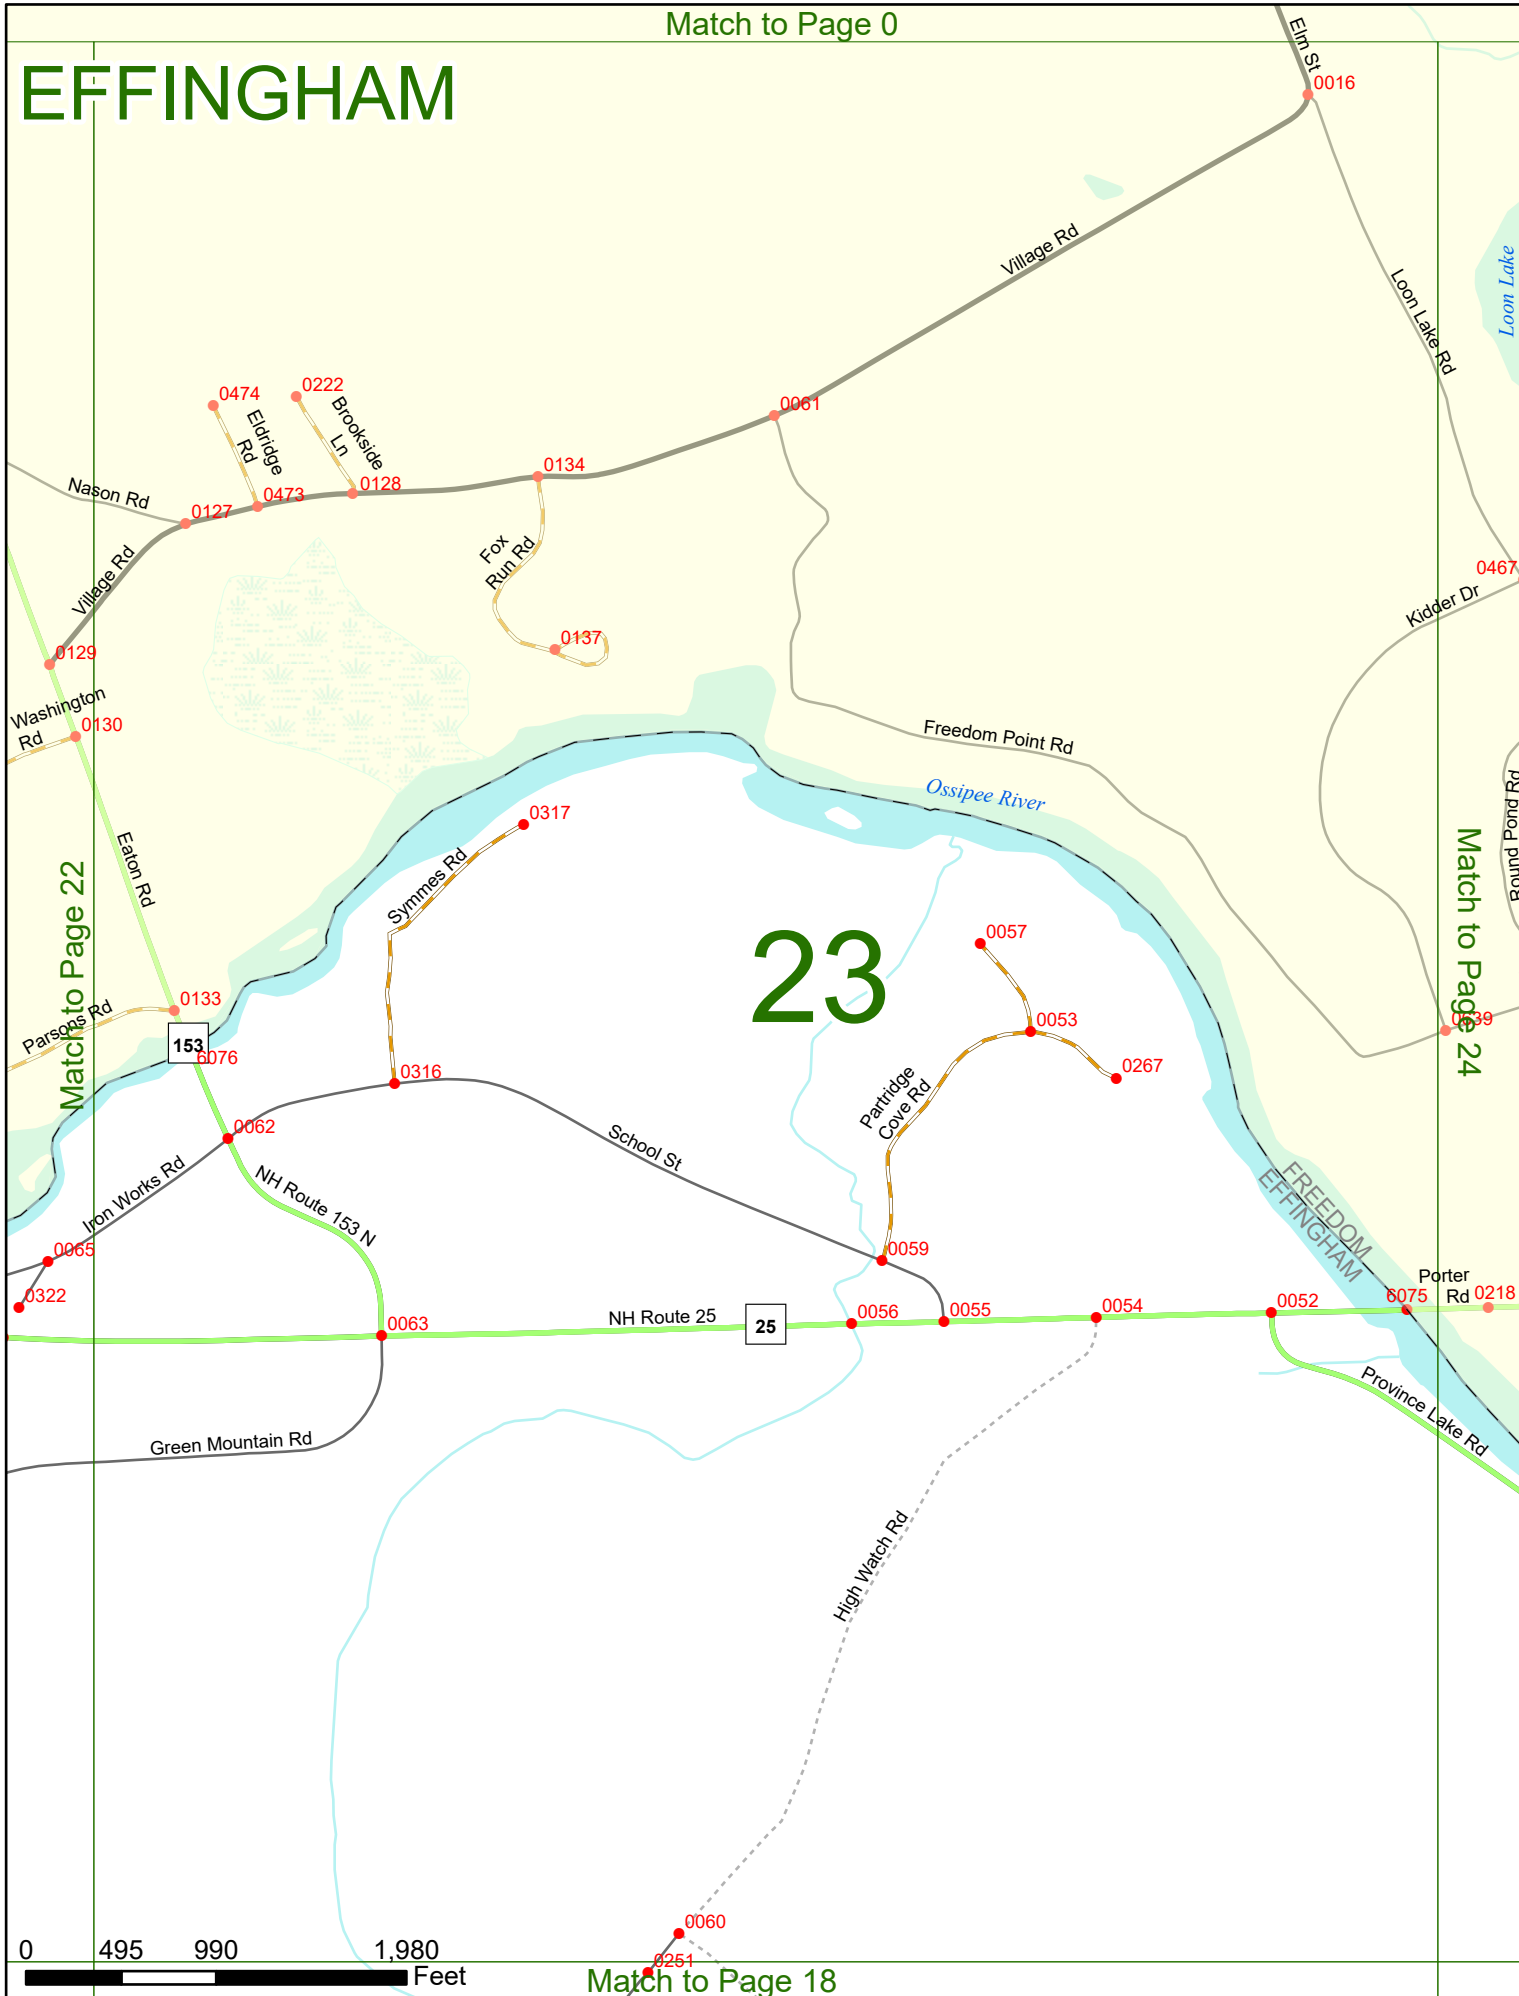 Match to Page 0
EFFINGHAM
Elm St
0016
Village Rd
Loon Lake
Loon Lake Rd
0474
0222
Eldridge
Rd
Brookside
Ln
0061
0134
Nason Rd
0127
0473
0128
Village Rd
Fox
Run Rd
0467
Kidder Dr
0129
0137
Washington
Rd
0130
Freedom Point Rd
Ossipee River
Round Pond Rd
0317
Eaton Rd
Symmes Rd
Match to Page 22
Match to Page 24
23
0057
0133
Parsons Rd
153
6076
0053
0316
0267
Partridge
Cove Rd
0062
School St
Iron Works Rd
NH Route 153 N
FREEDOM
EFFINGHAM
0065
0059
0322
Porter
Rd
0218
6075
0063
NH Route 25
25
0056
0055
0054
0052
Province Lake Rd
Green Mountain Rd
High Watch Rd
0060
0251
0 495 990 1,980
Feet
Match to Page 18